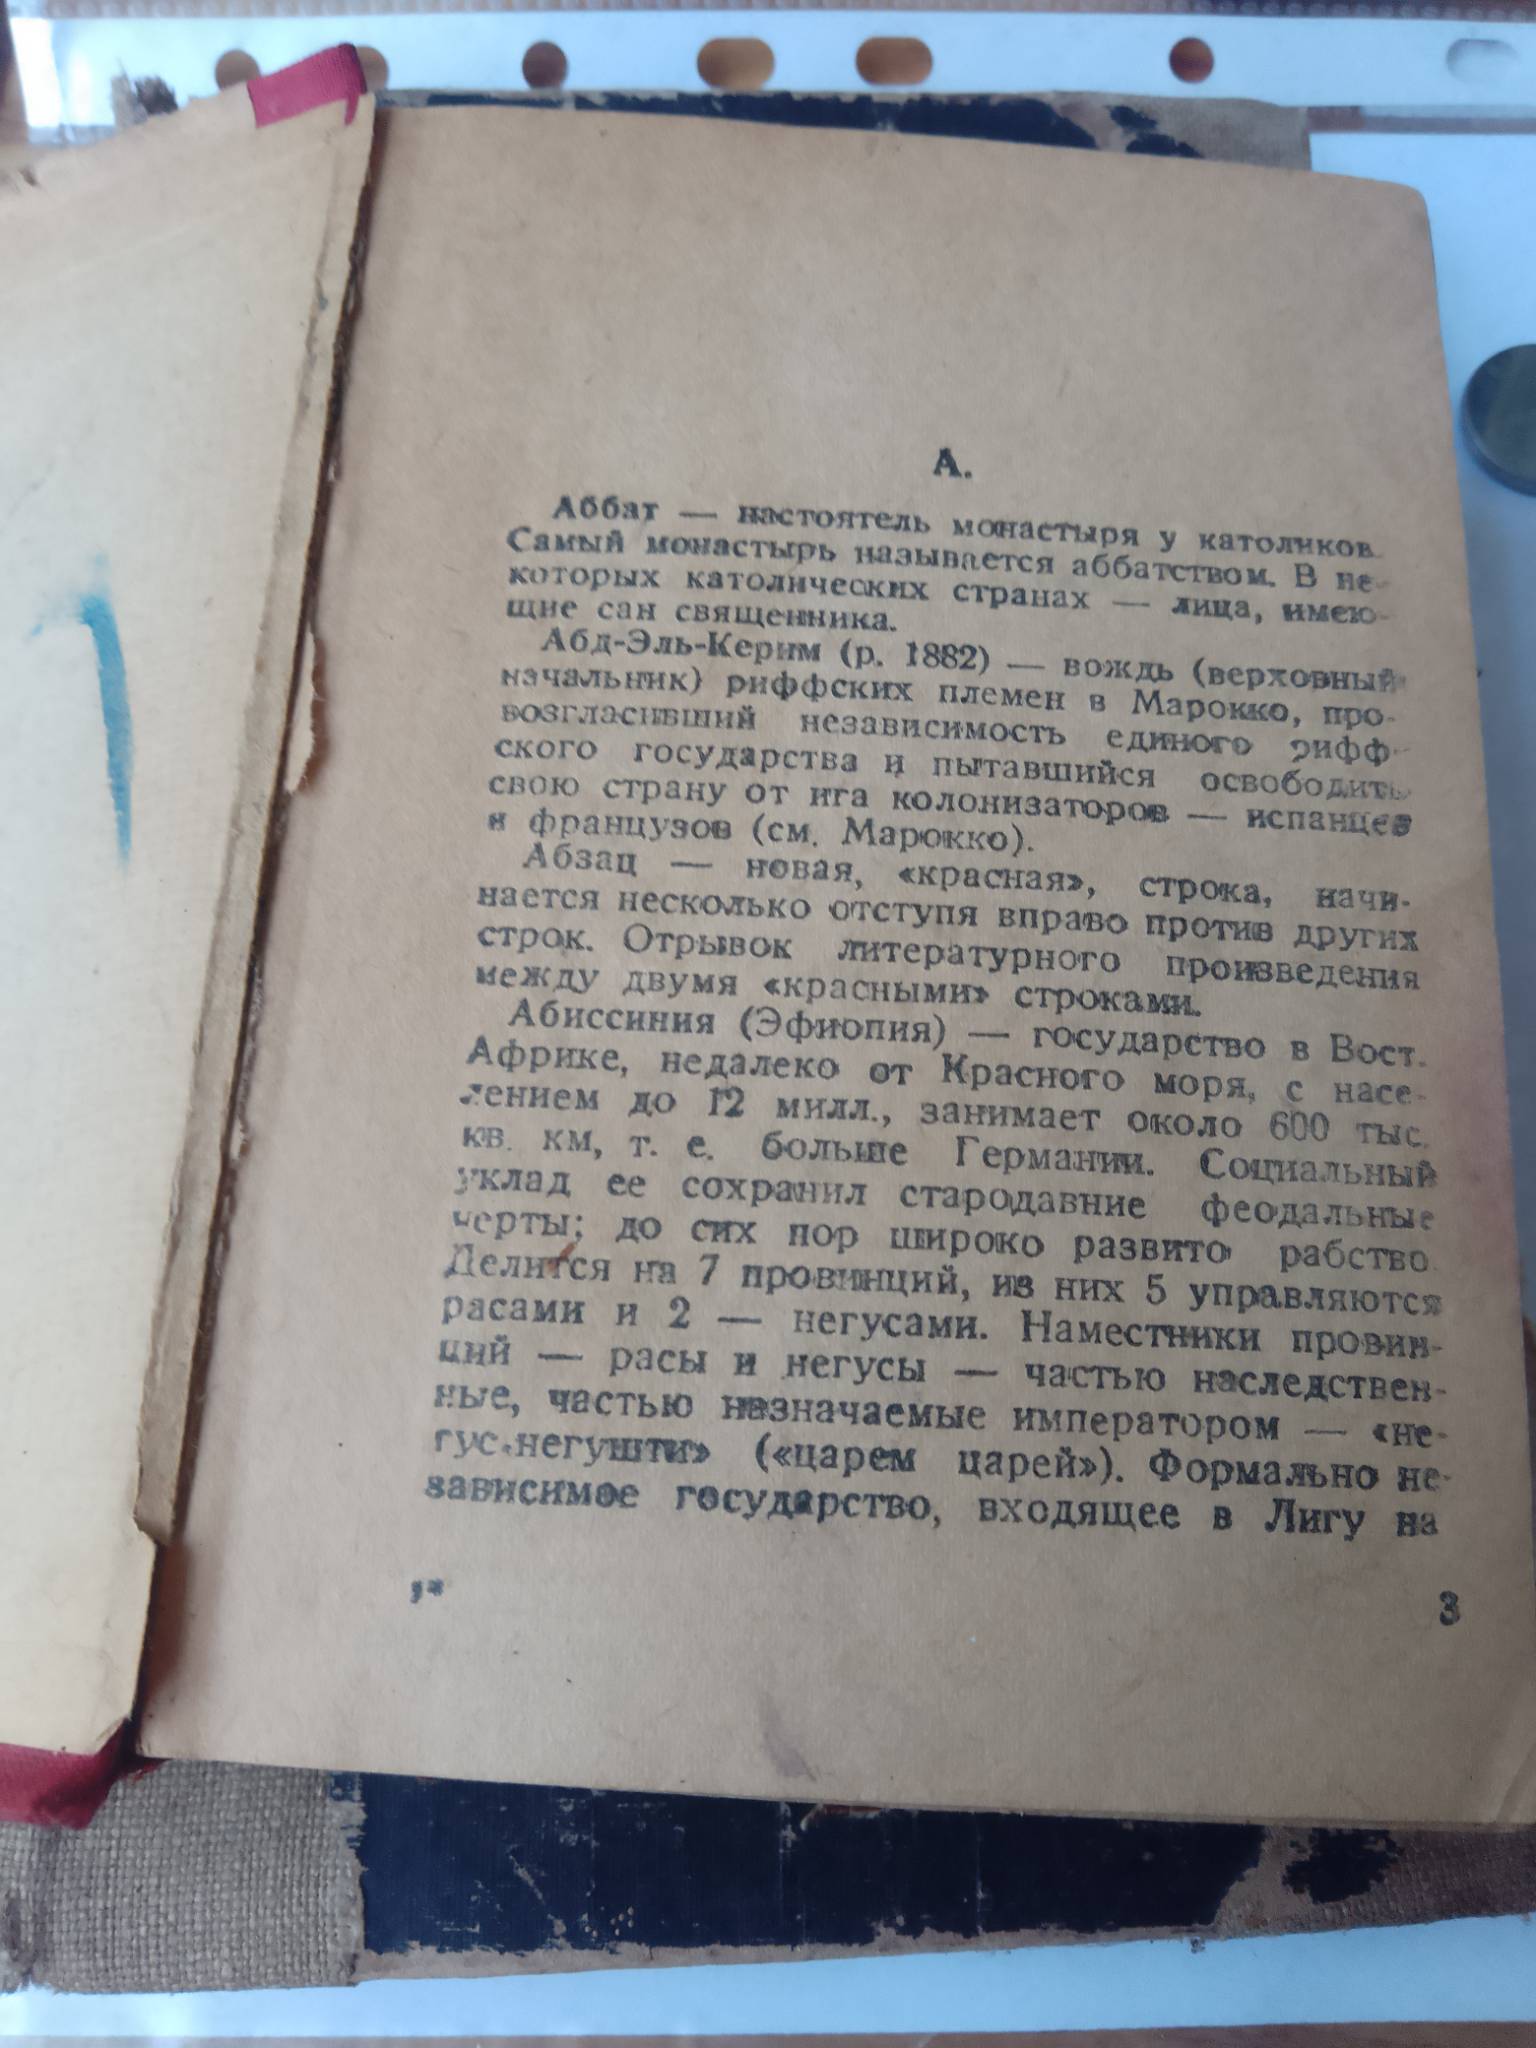 А.
Аббат — настоятель монастыря у католиков.
Самый монастырь называется аббатством. В не-
которых католических странах — лица, имею-
щие сан священника.
Абд-Эль-Керим (р. 1882) — вождь (верховный
начальник) риффских племен в Марокко, про-
возгласивший независимость единого рифф-
ского государства и пытавшийся освободить
свою страну от ига колонизаторов — испанцев
и французов (см. Марокко).
Абзац — новая, «красная», строка, начи-
нается несколько отступя вправо против других
строк. Отрывок литературного произведения
между двумя «красными» строками.
Абиссиния (Эфиопия) — государство в Вост.
Африке, недалеко от Красного моря, с насе-
лением до 12 милл., занимает около 600 тыс.
кв. км, т. е. больше Германии. Социальный
уклад ее сохранил стародавние феодальные
черты; до сих пор широко развито рабство.
Делится на 7 провинций, из них 5 управляются
расами и 2 — негусами. Наместники провин-
ций — расы и негусы — частью наследствен-
ные, частью назначаемые императором — «не-
гус-негушти» («царем царей»). Формально не-
зависимое государство, входящее в Лигу на
3